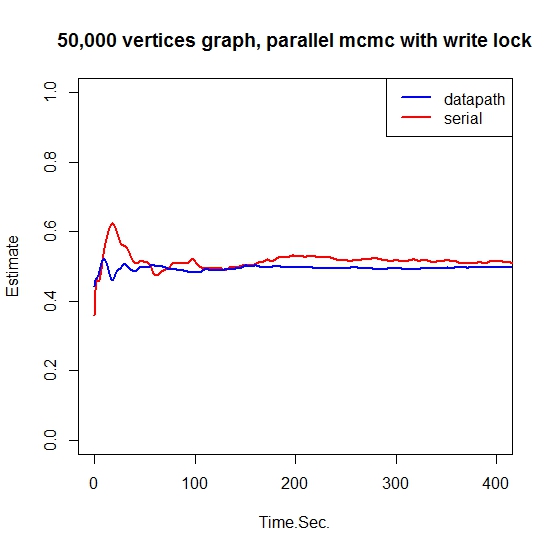 50,000 vertices graph, parallel mcmc with write lock
datapath
serial
1.0
0.8
0.6
0.4
0.2
0.0
Estimate
0 100 200 300 400
Time.Sec.